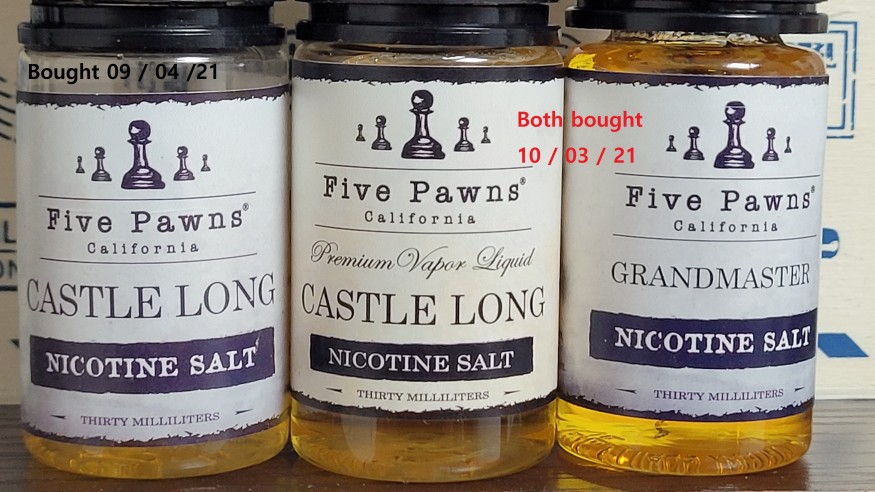 Bought 09 / 04 /21
Five Pawns®
California
CASTLE LONG
NICOTINE SALT
THIRTY MILLILITERS
Both bought
10 / 03 / 21
Five Pawns®
California
Premium Vapor Liquid
CASTLE LONG
NICOTINE SALT
THIRTY MILLILITERS
Five Pawns®
California
GRANDMASTER
NICOTINE SALT
THIRTY MILLILITERS